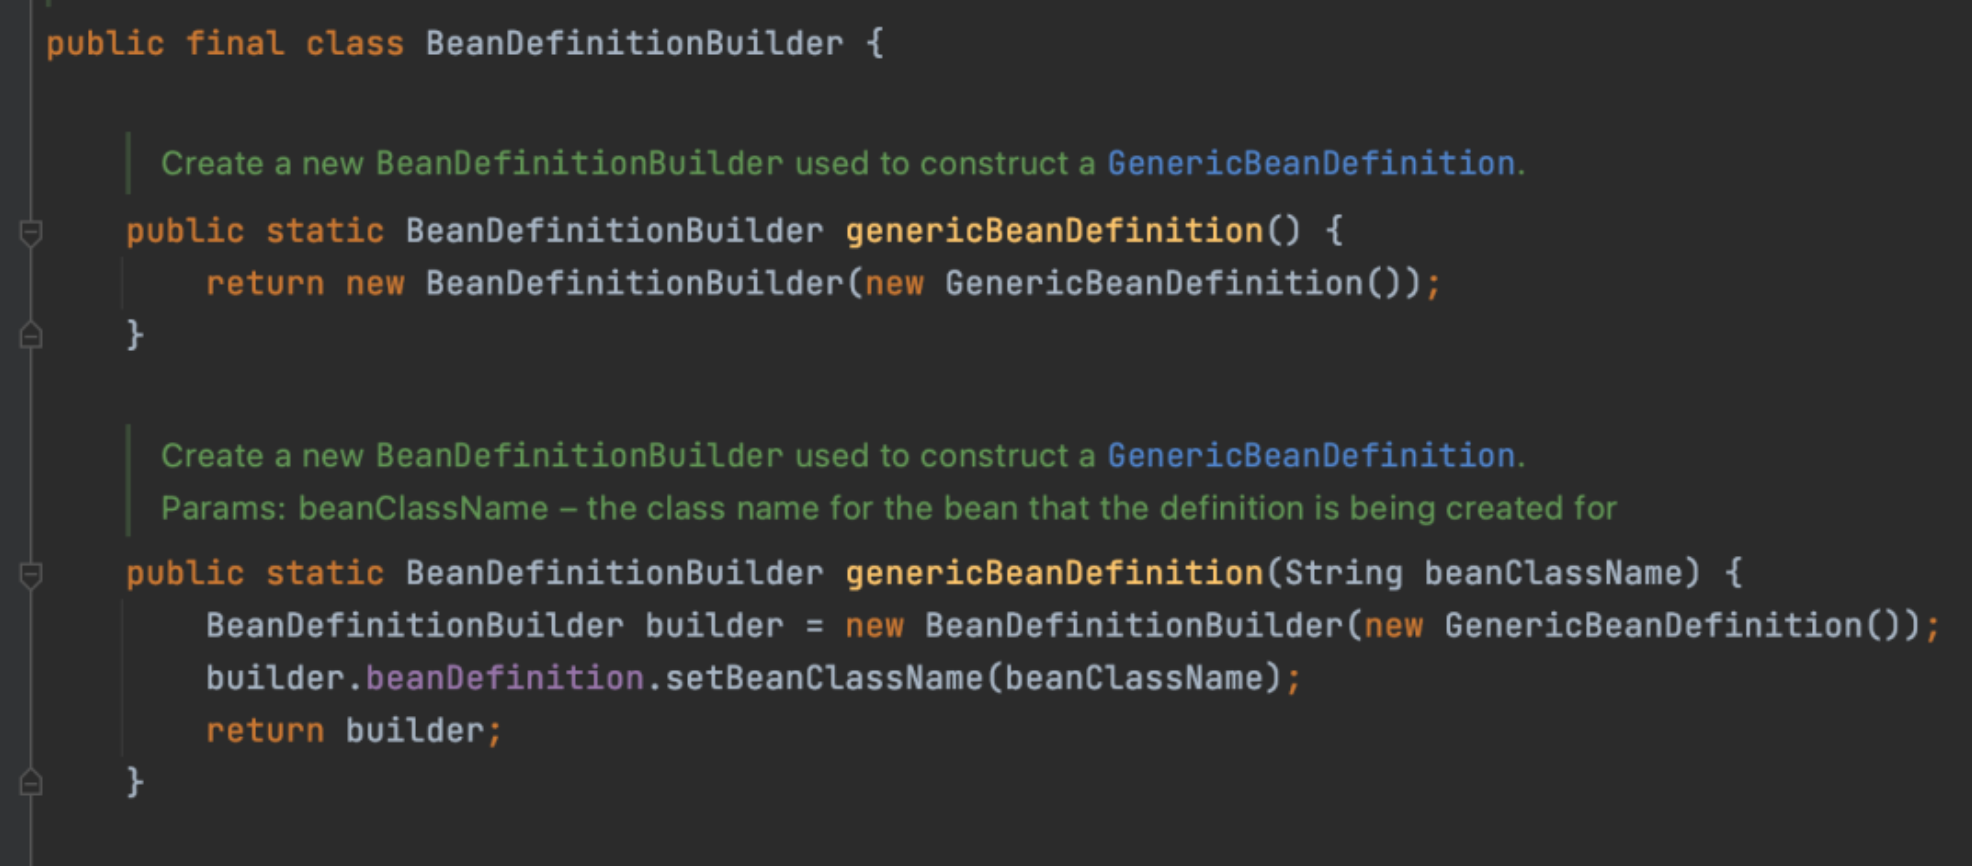 public final class BeanDefinitionBuilder {
Create a new BeanDefinitionBuilder used to construct a GenericBeanDefinition.
public static BeanDefinitionBuilder genericBeanDefinition() {
return new BeanDefinitionBuilder(new GenericBeanDefinition());
}
Create a new BeanDefinitionBuilder used to construct a GenericBeanDefinition.
Params: beanClassName – the class name for the bean that the definition is being created for
public static BeanDefinitionBuilder genericBeanDefinition(String beanClassName) {
BeanDefinitionBuilder builder = new BeanDefinitionBuilder(new GenericBeanDefinition());
builder.beanDefinition.setBeanClassName(beanClassName);
return builder;
}